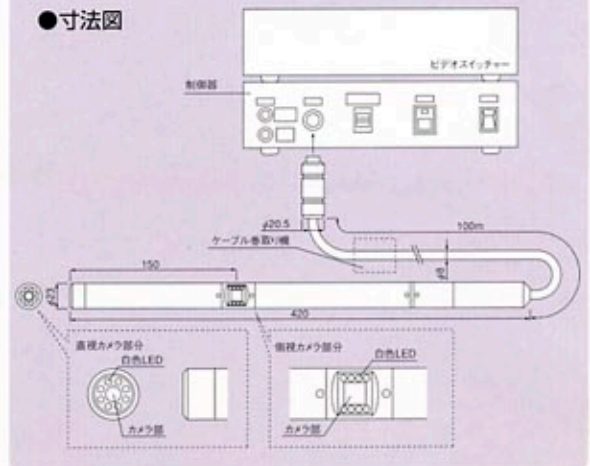 ●寸法図
ビデオスイッチャー
制御器
φ20.5
100m
ケーブル巻取り機
φ8
150
φ23
420
直視カメラ部分
白色LED
カメラ部
側視カメラ部分
白色LED
カメラ部